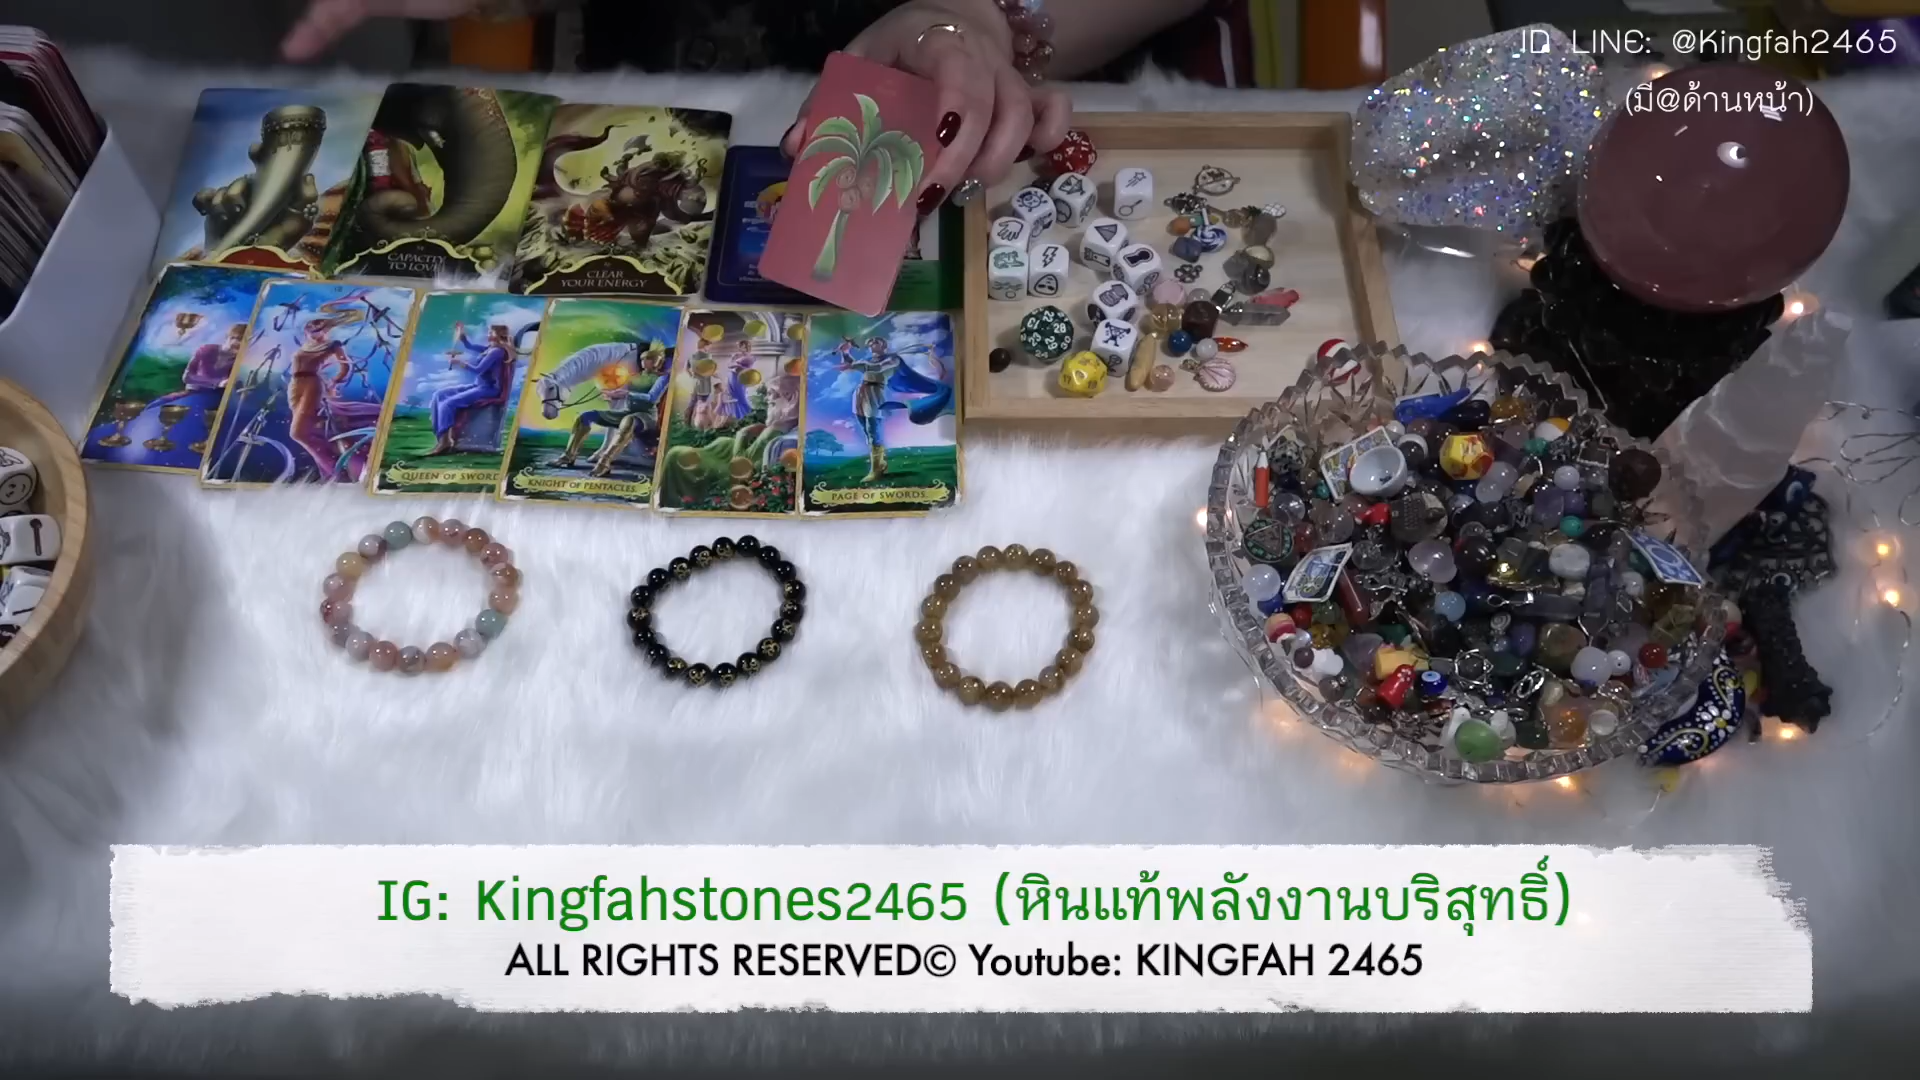 ID LINE: @Kingfah2465
(มี@ด้านหน้า)
CAPACITY
TO LOVE
CLEAR
YOUR ENERGY
QUEEN OF SWORD
KNIGHT OF PENTACLES
PAGE OF SWORDS
IG: Kingfahstones2465 (หินแท้พลังงานบริสุทธิ์)
ALL RIGHTS RESERVED© Youtube: KINGFAH 2465